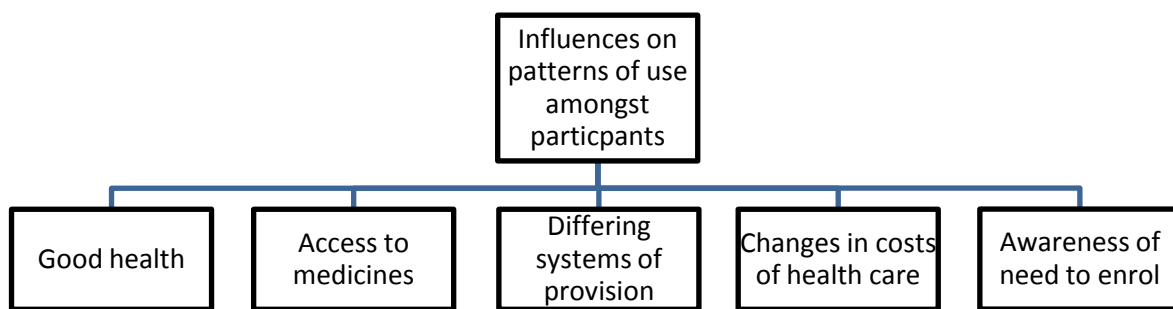 Influences on
patterns of use
amongst
particpants
Good health
Access to
medicines
Differing
systems of
provision
Changes in costs
of health care
Awareness of
need to enrol